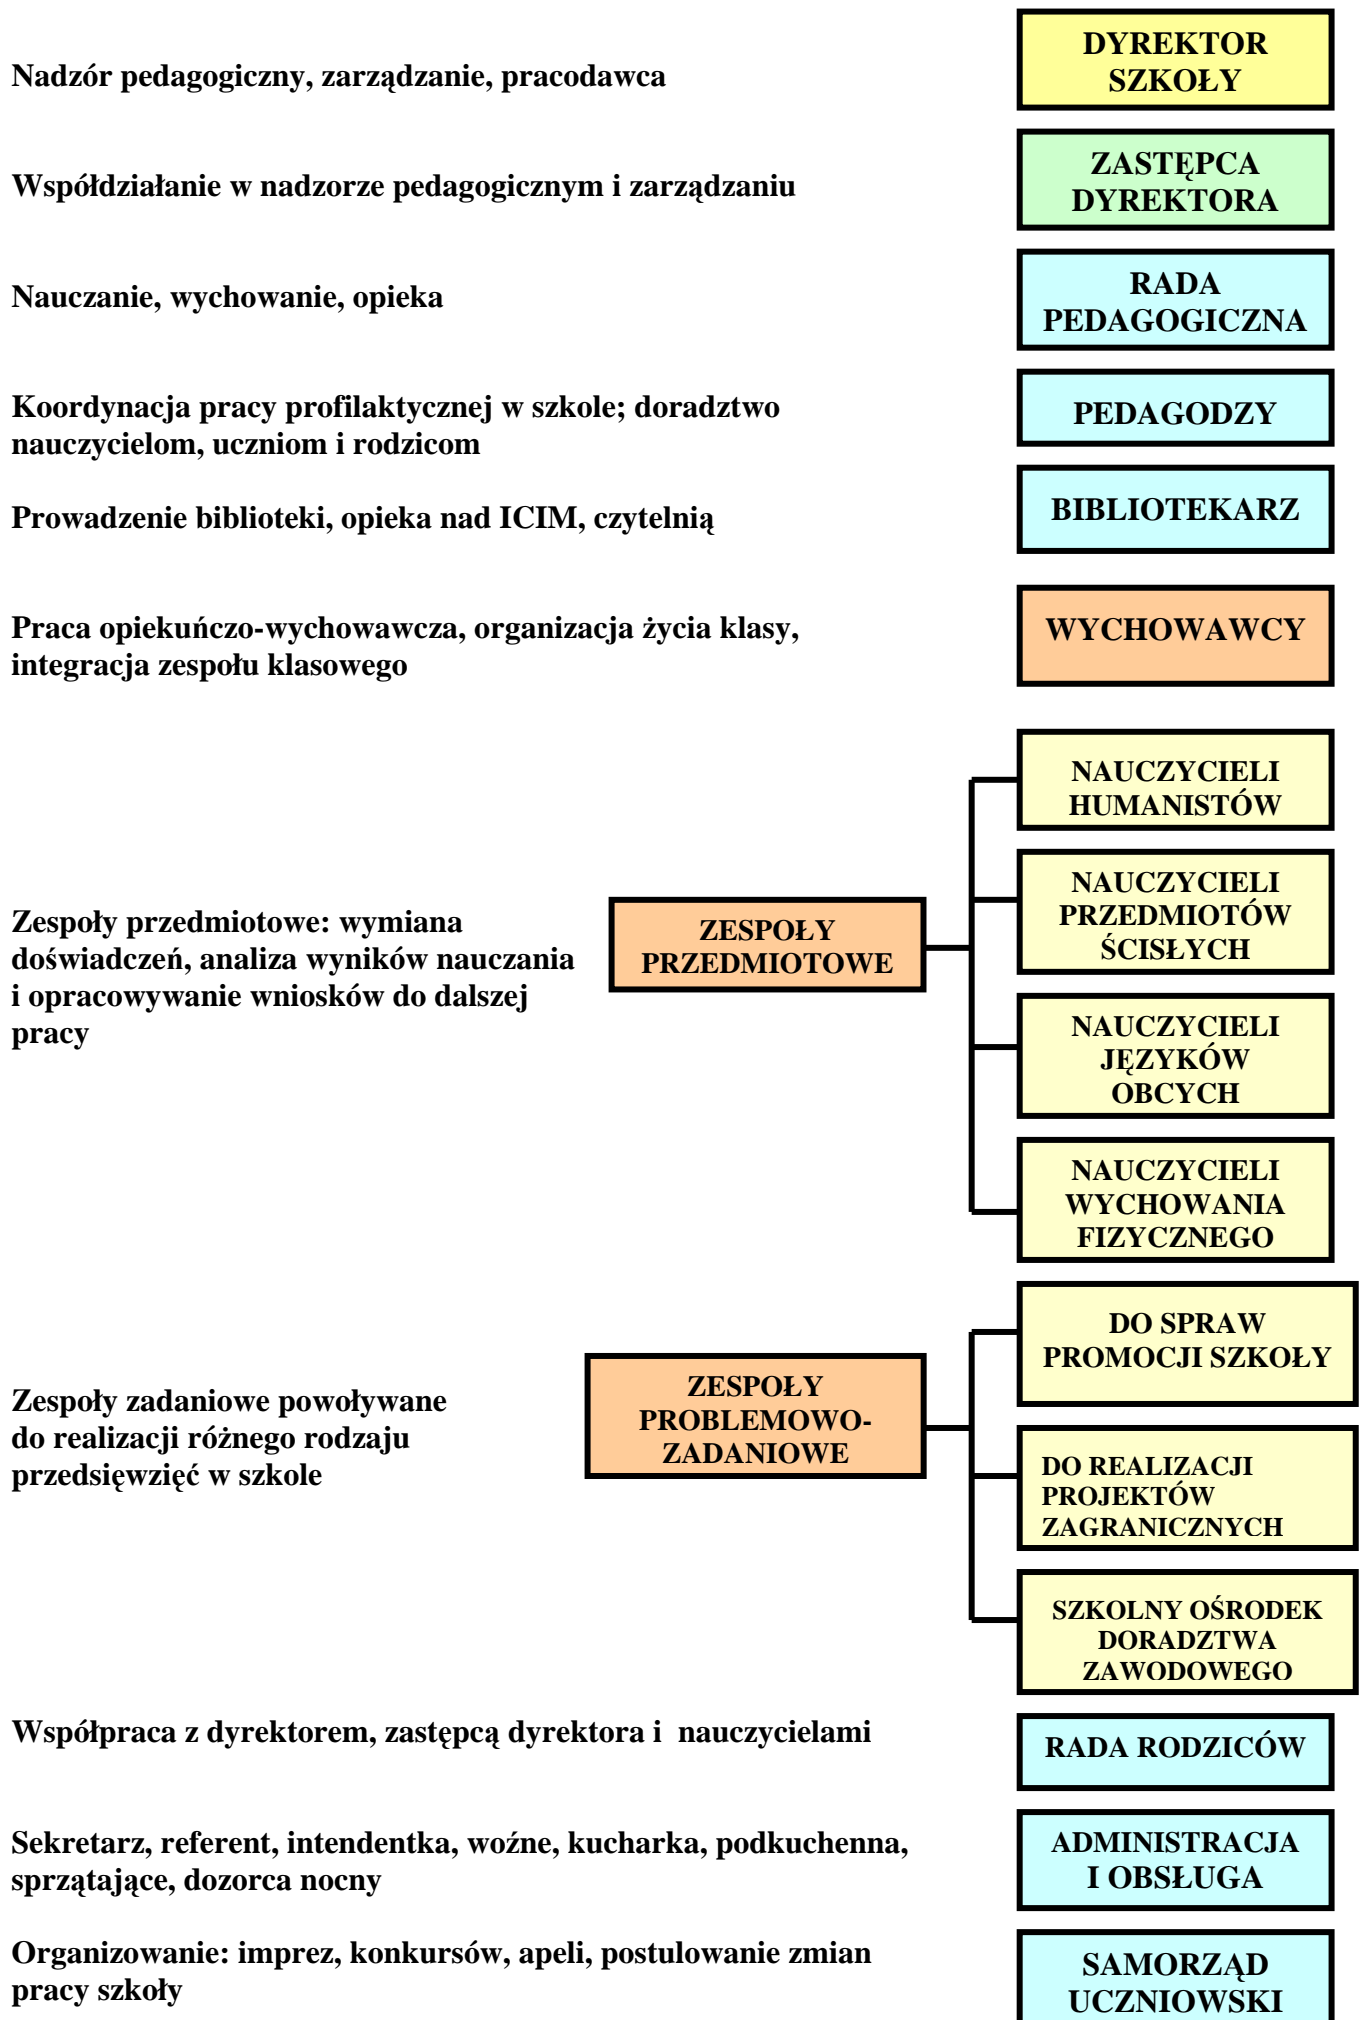 Nadzór pedagogiczny, zarządzanie, pracodawca
DYREKTOR
SZKOŁY
Współdziałanie w nadzorze pedagogicznym i zarządzaniu
ZASTĘPCA
DYREKTORA
Nauczanie, wychowanie, opieka
RADA
PEDAGOGICZNA
Koordynacja pracy profilaktycznej w szkole; doradztwo
nauczycielom, uczniom i rodzicom
PEDAGODZY
Prowadzenie biblioteki, opieka nad ICIM, czytelnią
BIBLIOTEKARZ
Praca opiekuńczo-wychowawcza, organizacja życia klasy,
integracja zespołu klasowego
WYCHOWAWCY
Zespoły przedmiotowe: wymiana
doświadczeń, analiza wyników nauczania
i opracowywanie wniosków do dalszej
pracy
ZESPOŁY
PRZEDMIOTOWE
NAUCZYCIELI
HUMANISTÓW
NAUCZYCIELI
PRZEDMIOTÓW
ŚCISŁYCH
NAUCZYCIELI
JĘZYKÓW
OBCYCH
NAUCZYCIELI
WYCHOWANIA
FIZYCZNEGO
Zespoły zadaniowe powoływane
do realizacji różnego rodzaju
przedsięwzięć w szkole
ZESPOŁY
PROBLEMOWO-
ZADANIOWE
DO SPRAW
PROMOCJI SZKOŁY
DO REALIZACJI
PROJEKTÓW
ZAGRANICZNYCH
SZKOLNY OŚRODEK
DORADZTWA
ZAWODOWEGO
Współpraca z dyrektorem, zastępcą dyrektora i  nauczycielami
RADA RODZICÓW
Sekretarz, referent, intendentka, woźne, kucharka, podkuchenna,
sprzątające, dozorca nocny
ADMINISTRACJA
I OBSŁUGA
Organizowanie: imprez, konkursów, apeli, postulowanie zmian
pracy szkoły
SAMORZĄD
UCZNIOWSKI